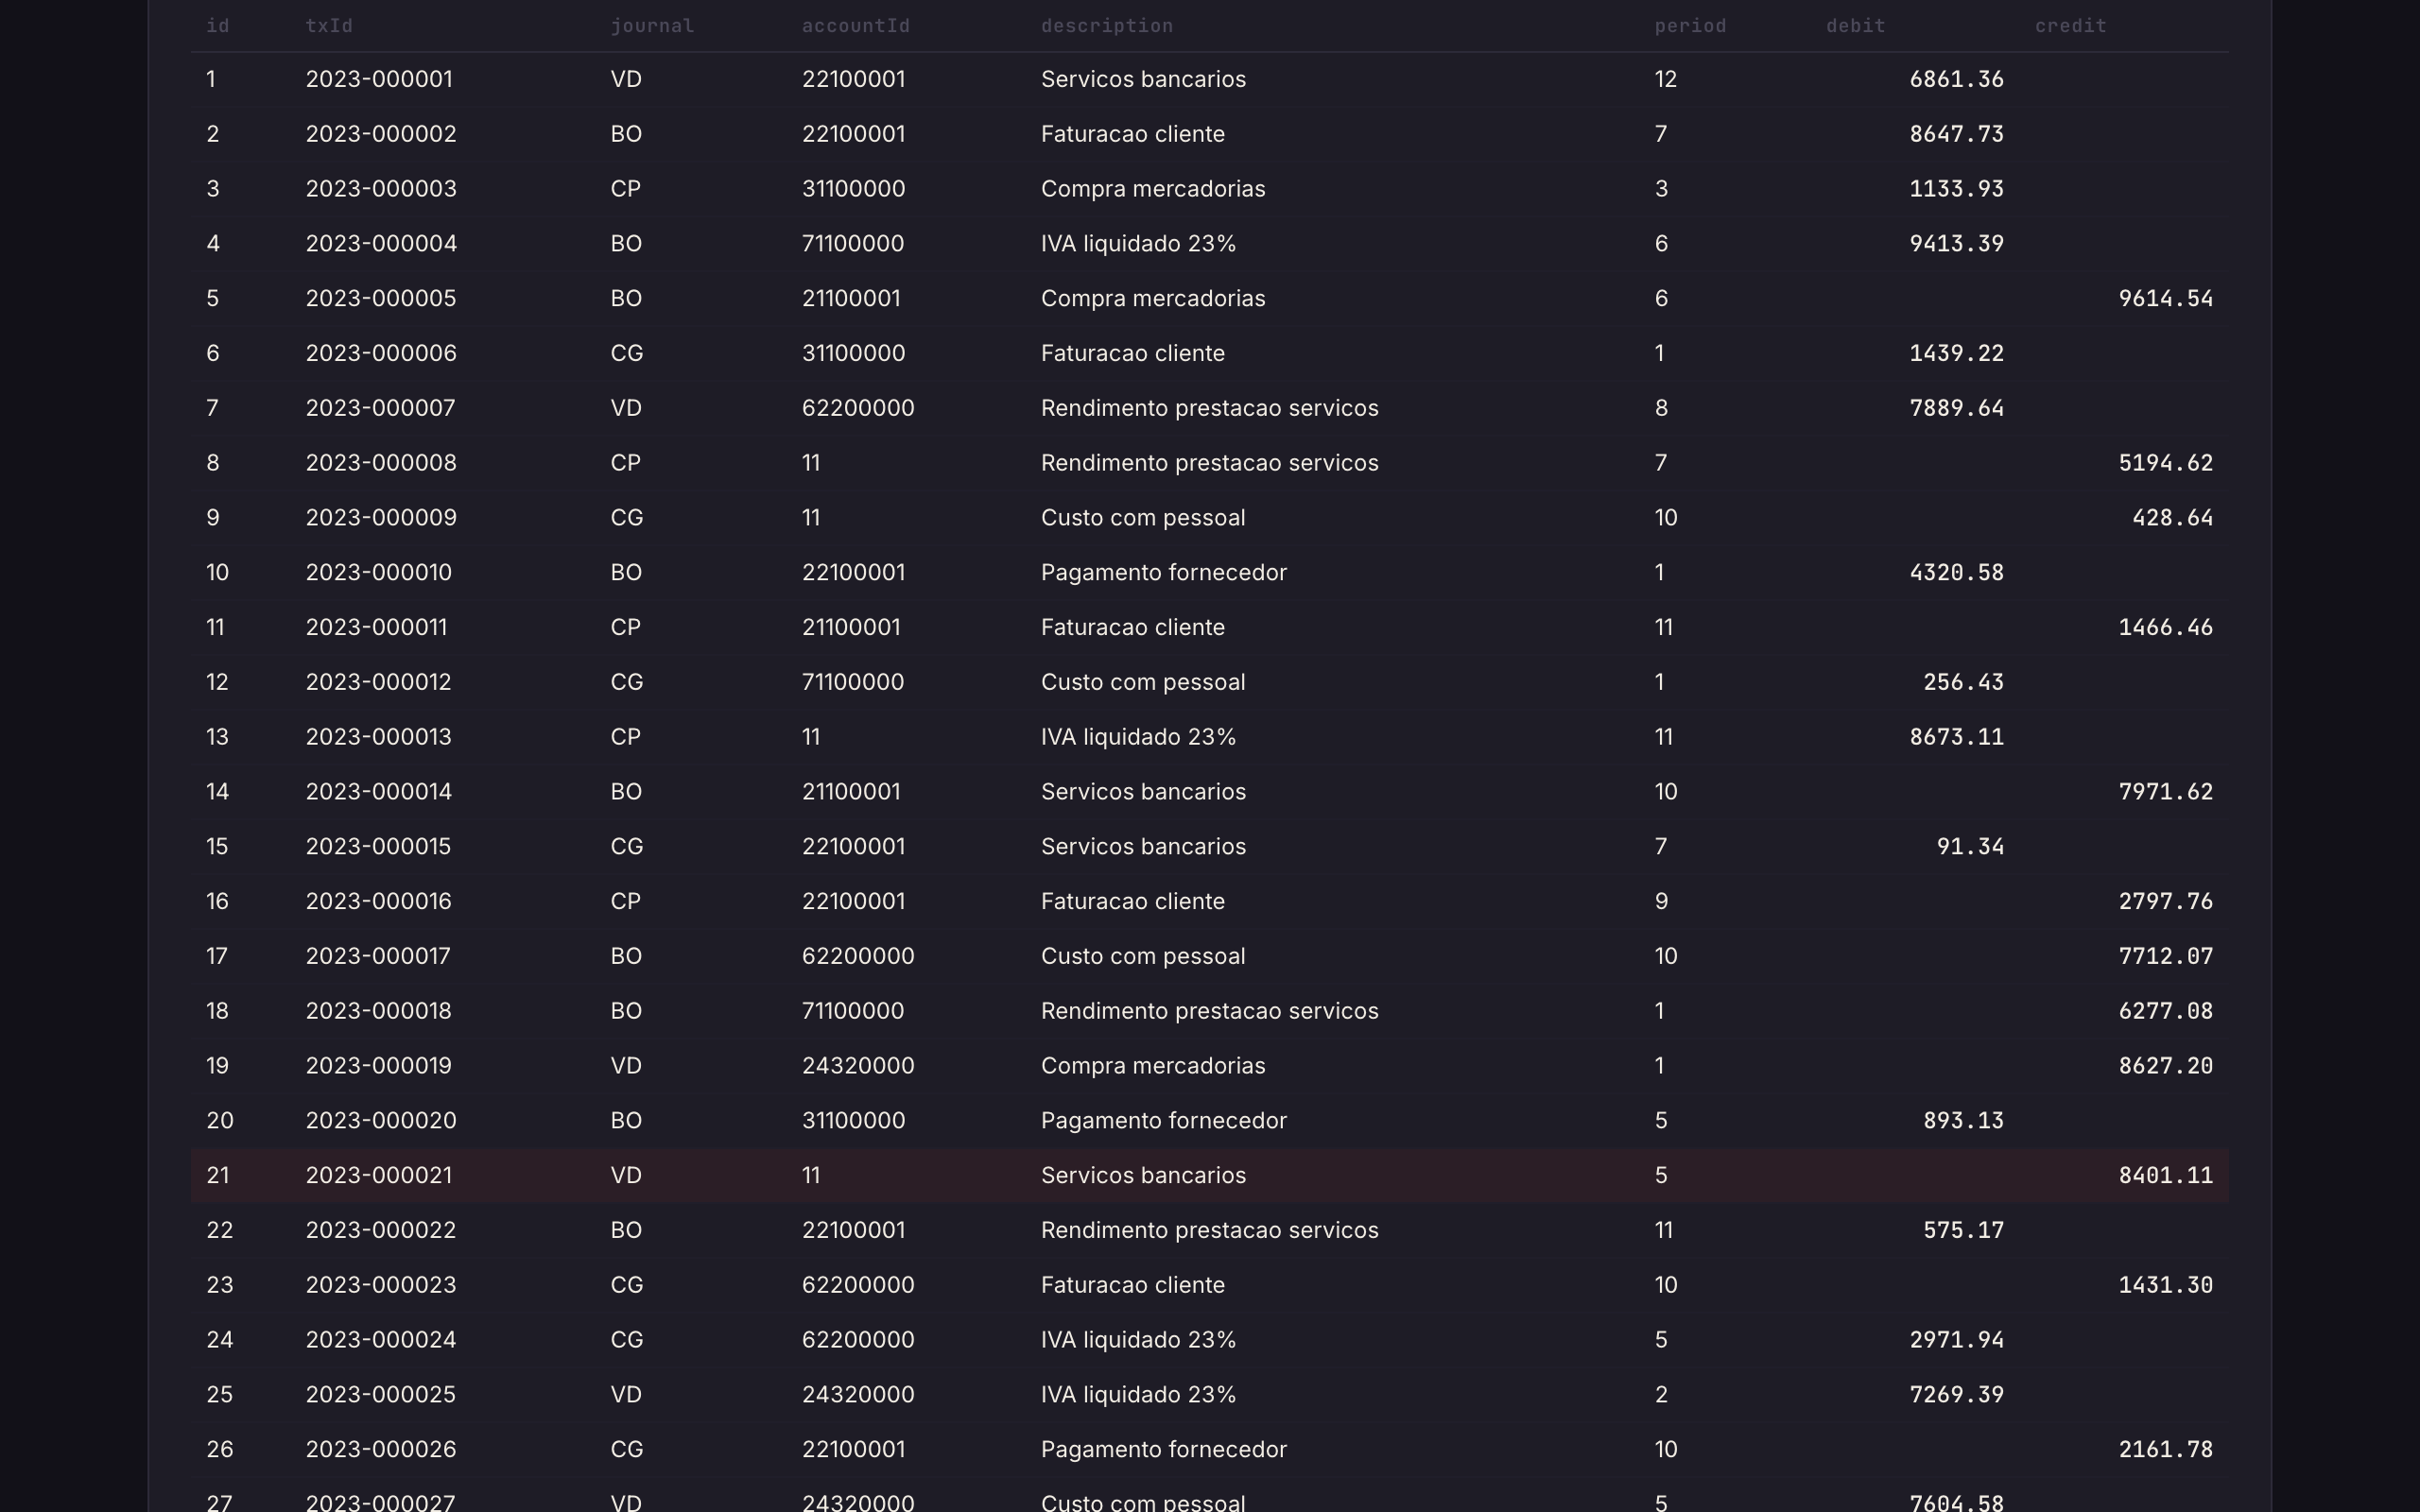 id txId journal accountId description period debit credit
1 2023-000001 VD 22100001 Servicos bancarios 12 6861.36
2 2023-000002 BO 22100001 Faturacao cliente 7 8647.73
3 2023-000003 CP 31100000 Compra mercadorias 3 1133.93
4 2023-000004 BO 71100000 IVA liquidado 23% 6 9413.39
5 2023-000005 BO 21100001 Compra mercadorias 6 9614.54
6 2023-000006 CG 31100000 Faturacao cliente 1 1439.22
7 2023-000007 VD 62200000 Rendimento prestacao servicos 8 7889.64
8 2023-000008 CP 11 Rendimento prestacao servicos 7 5194.62
9 2023-000009 CG 11 Custo com pessoal 10 428.64
10 2023-000010 BO 22100001 Pagamento fornecedor 1 4320.58
11 2023-000011 CP 21100001 Faturacao cliente 11 1466.46
12 2023-000012 CG 71100000 Custo com pessoal 1 256.43
13 2023-000013 CP 11 IVA liquidado 23% 11 8673.11
14 2023-000014 BO 21100001 Servicos bancarios 10 7971.62
15 2023-000015 CG 22100001 Servicos bancarios 7 91.34
16 2023-000016 CP 22100001 Faturacao cliente 9 2797.76
17 2023-000017 BO 62200000 Custo com pessoal 10 7712.07
18 2023-000018 BO 71100000 Rendimento prestacao servicos 1 6277.08
19 2023-000019 VD 24320000 Compra mercadorias 1 8627.20
20 2023-000020 BO 31100000 Pagamento fornecedor 5 893.13
21 2023-000021 VD 11 Servicos bancarios 5 8401.11
22 2023-000022 BO 22100001 Rendimento prestacao servicos 11 575.17
23 2023-000023 CG 62200000 Faturacao cliente 10 1431.30
24 2023-000024 CG 62200000 IVA liquidado 23% 5 2971.94
25 2023-000025 VD 24320000 IVA liquidado 23% 2 7269.39
26 2023-000026 CG 22100001 Pagamento fornecedor 10 2161.78
27 2023-000027 VD 24320000 Custo com pessoal 5 7604.58